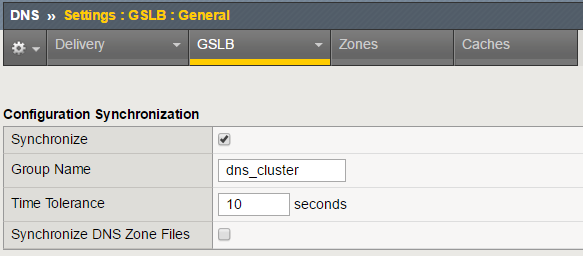 DNS » Settings : GSLB : General
Delivery GSLB Zones Caches
Configuration Synchronization
Synchronize
Group Name dns_cluster
Time Tolerance 10 seconds
Synchronize DNS Zone Files